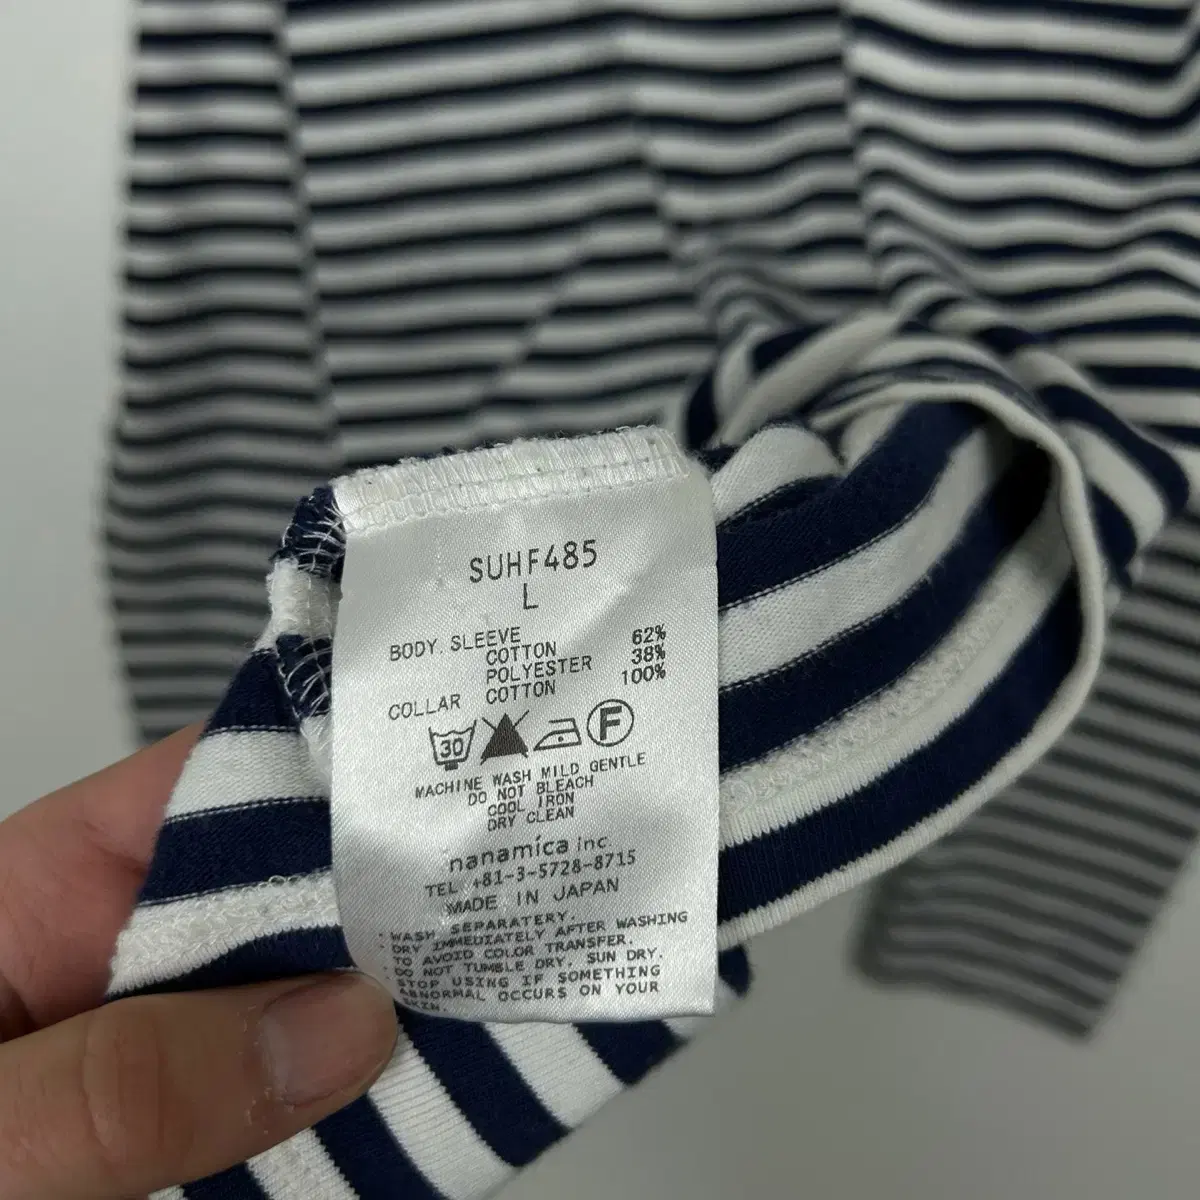 SUHF485
L
BODY. SLEEVE
COTTON 62%
POLYESTER 38%
COLLAR COTTON 100%
30 F
MACHINE WASH MILD GENTLE
DO NOT BLEACH
COOL IRON
DRY CLEAN
nanamica inc
TEL +81-3-5728-8715
MADE IN JAPAN
・WASH SEPARATERY.
・DRY IMMEDIATELY AFTER WASHING
TO AVOID COLOR TRANSFER.
・DO NOT TUMBLE DRY. SUN DRY.
・STOP USING IF SOMETHING
ABNORMAL OCCURS ON YOUR
SKIN.